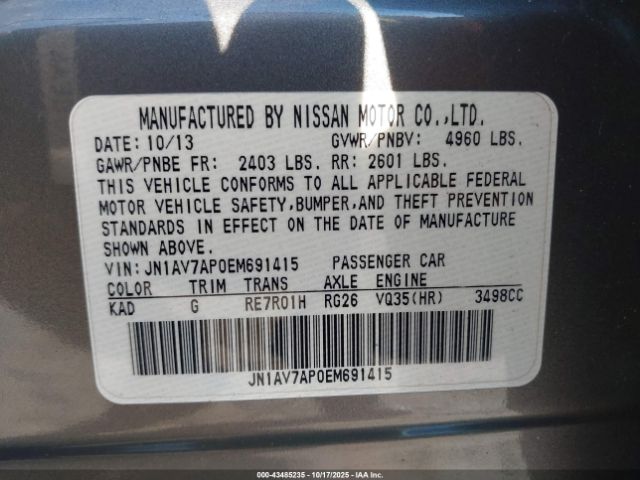 MANUFACTURED BY NISSAN MOTOR CO.,LTD.
DATE: 10/13 GVWR/PNBV: 4960 LBS.
GAWR/PNBE FR: 2403 LBS. RR: 2601 LBS.
THIS VEHICLE CONFORMS TO ALL APPLICABLE FEDERAL
MOTOR VEHICLE SAFETY,BUMPER,AND THEFT PREVENTION
STANDARDS IN EFFECT ON THE DATE OF MANUFACTURE
SHOWN ABOVE.
VIN:JN1AV7AP0EM691415 PASSENGER CAR
COLOR TRIM TRANS AXLE ENGINE
KAD G RE7R01H RG26 VQ35(HR) 3498CC
JN1AV7AP0EM691415
000-43485235 - 10/17/2025 - IAA Inc.